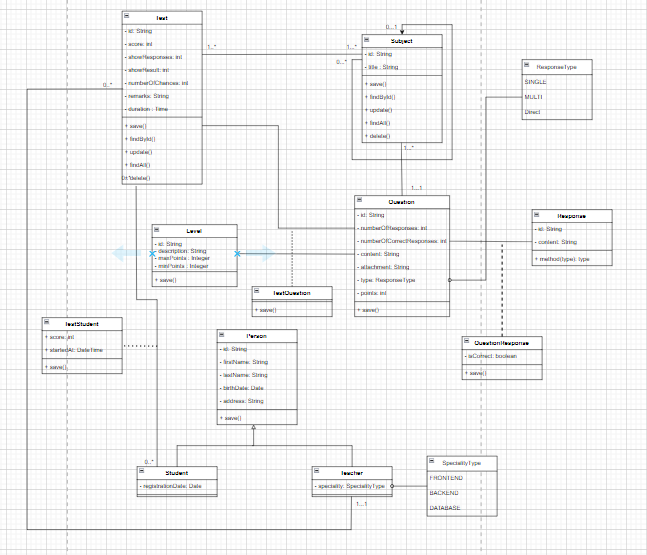 Test
- id: String
- score: int
- showResponses: int
- showResult: int
- numberOfChances: int
- remarks: String
- duration : Time
+ save()
+ findById()
+ update()
+ findAll()
delete()
0..*
1...*
1...*
0...1
0...*
Subject
- id: String
- title : String
+ save()
+ findById()
+ update()
+ findAll()
+ delete()
1...*
1...1
ResponseType
SINGLE
MULTI
Direct
Question
- id: String
- numberOfResponses: int
- numberOfCorrectResponses: int
- content: String
- attachment: String
- type: ResponseType
- points: int
+ save()
Response
- id: String
- content: String
+ method(type): type
Level
- id: String
- description: String
- maxPoints : Integer
- minPoints : Integer
+ save()
TestQuestion
+ save()
TestStudent
+ score: int
+ startedAt: DateTime
+ save()
Person
- id: String
- firstName: String
- lastName: String
- birthDate: Date
- address: String
+ save()
QuestionResponse
- isCorrect: boolean
+ save()
0...*
Student
- registrationDate: Date
Teacher
- speciality: SpecialityType
1...1
SpecialityType
FRONTEND
BACKEND
DATABASE